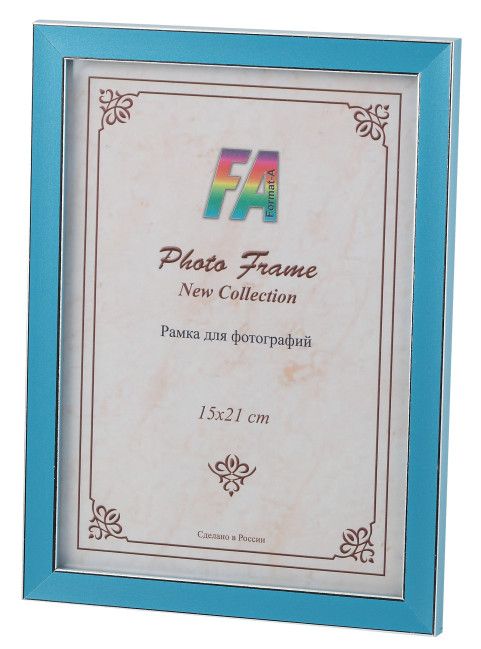 FA
Format-A
Photo Frame
New Collection
Рамка для фотографий
15x21 cm
Сделано в России